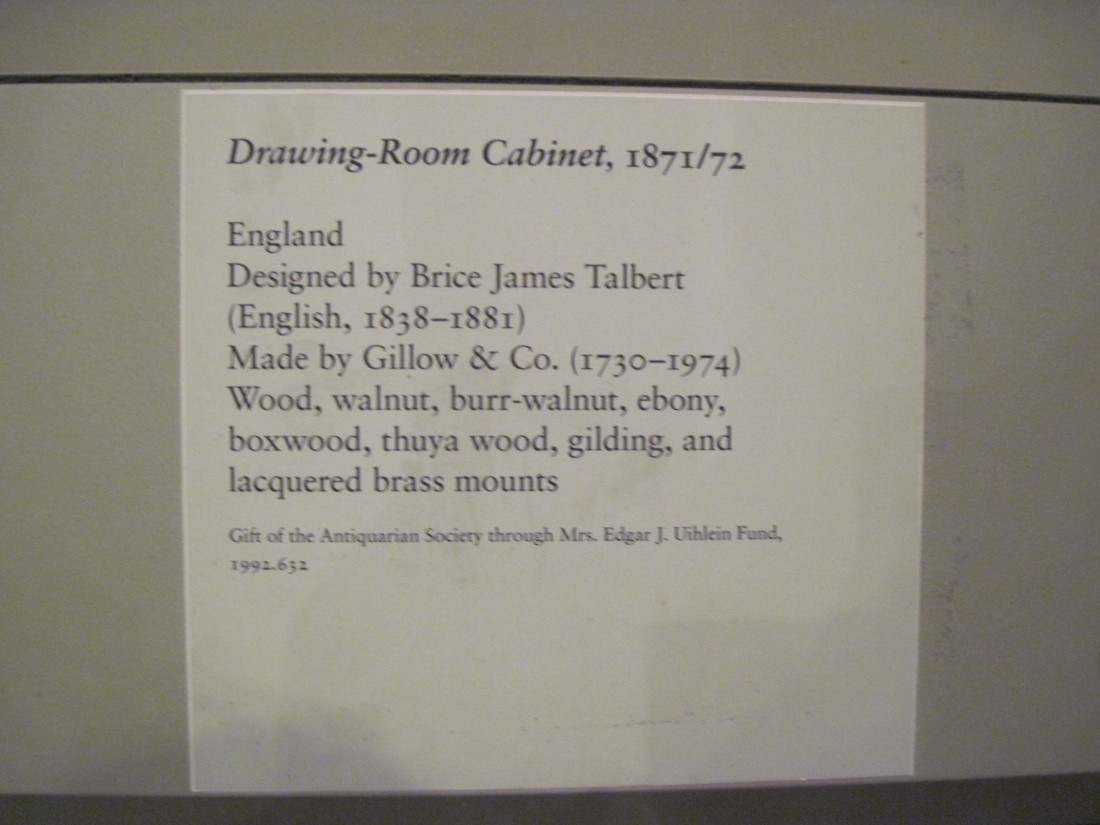 Drawing-Room Cabinet, 1871/72
England
Designed by Brice James Talbert
(English, 1838–1881)
Made by Gillow & Co. (1730–1974)
Wood, walnut, burr-walnut, ebony,
boxwood, thuya wood, gilding, and
lacquered brass mounts
Gift of the Antiquarian Society through Mrs. Edgar J. Uihlein Fund,
1992.632